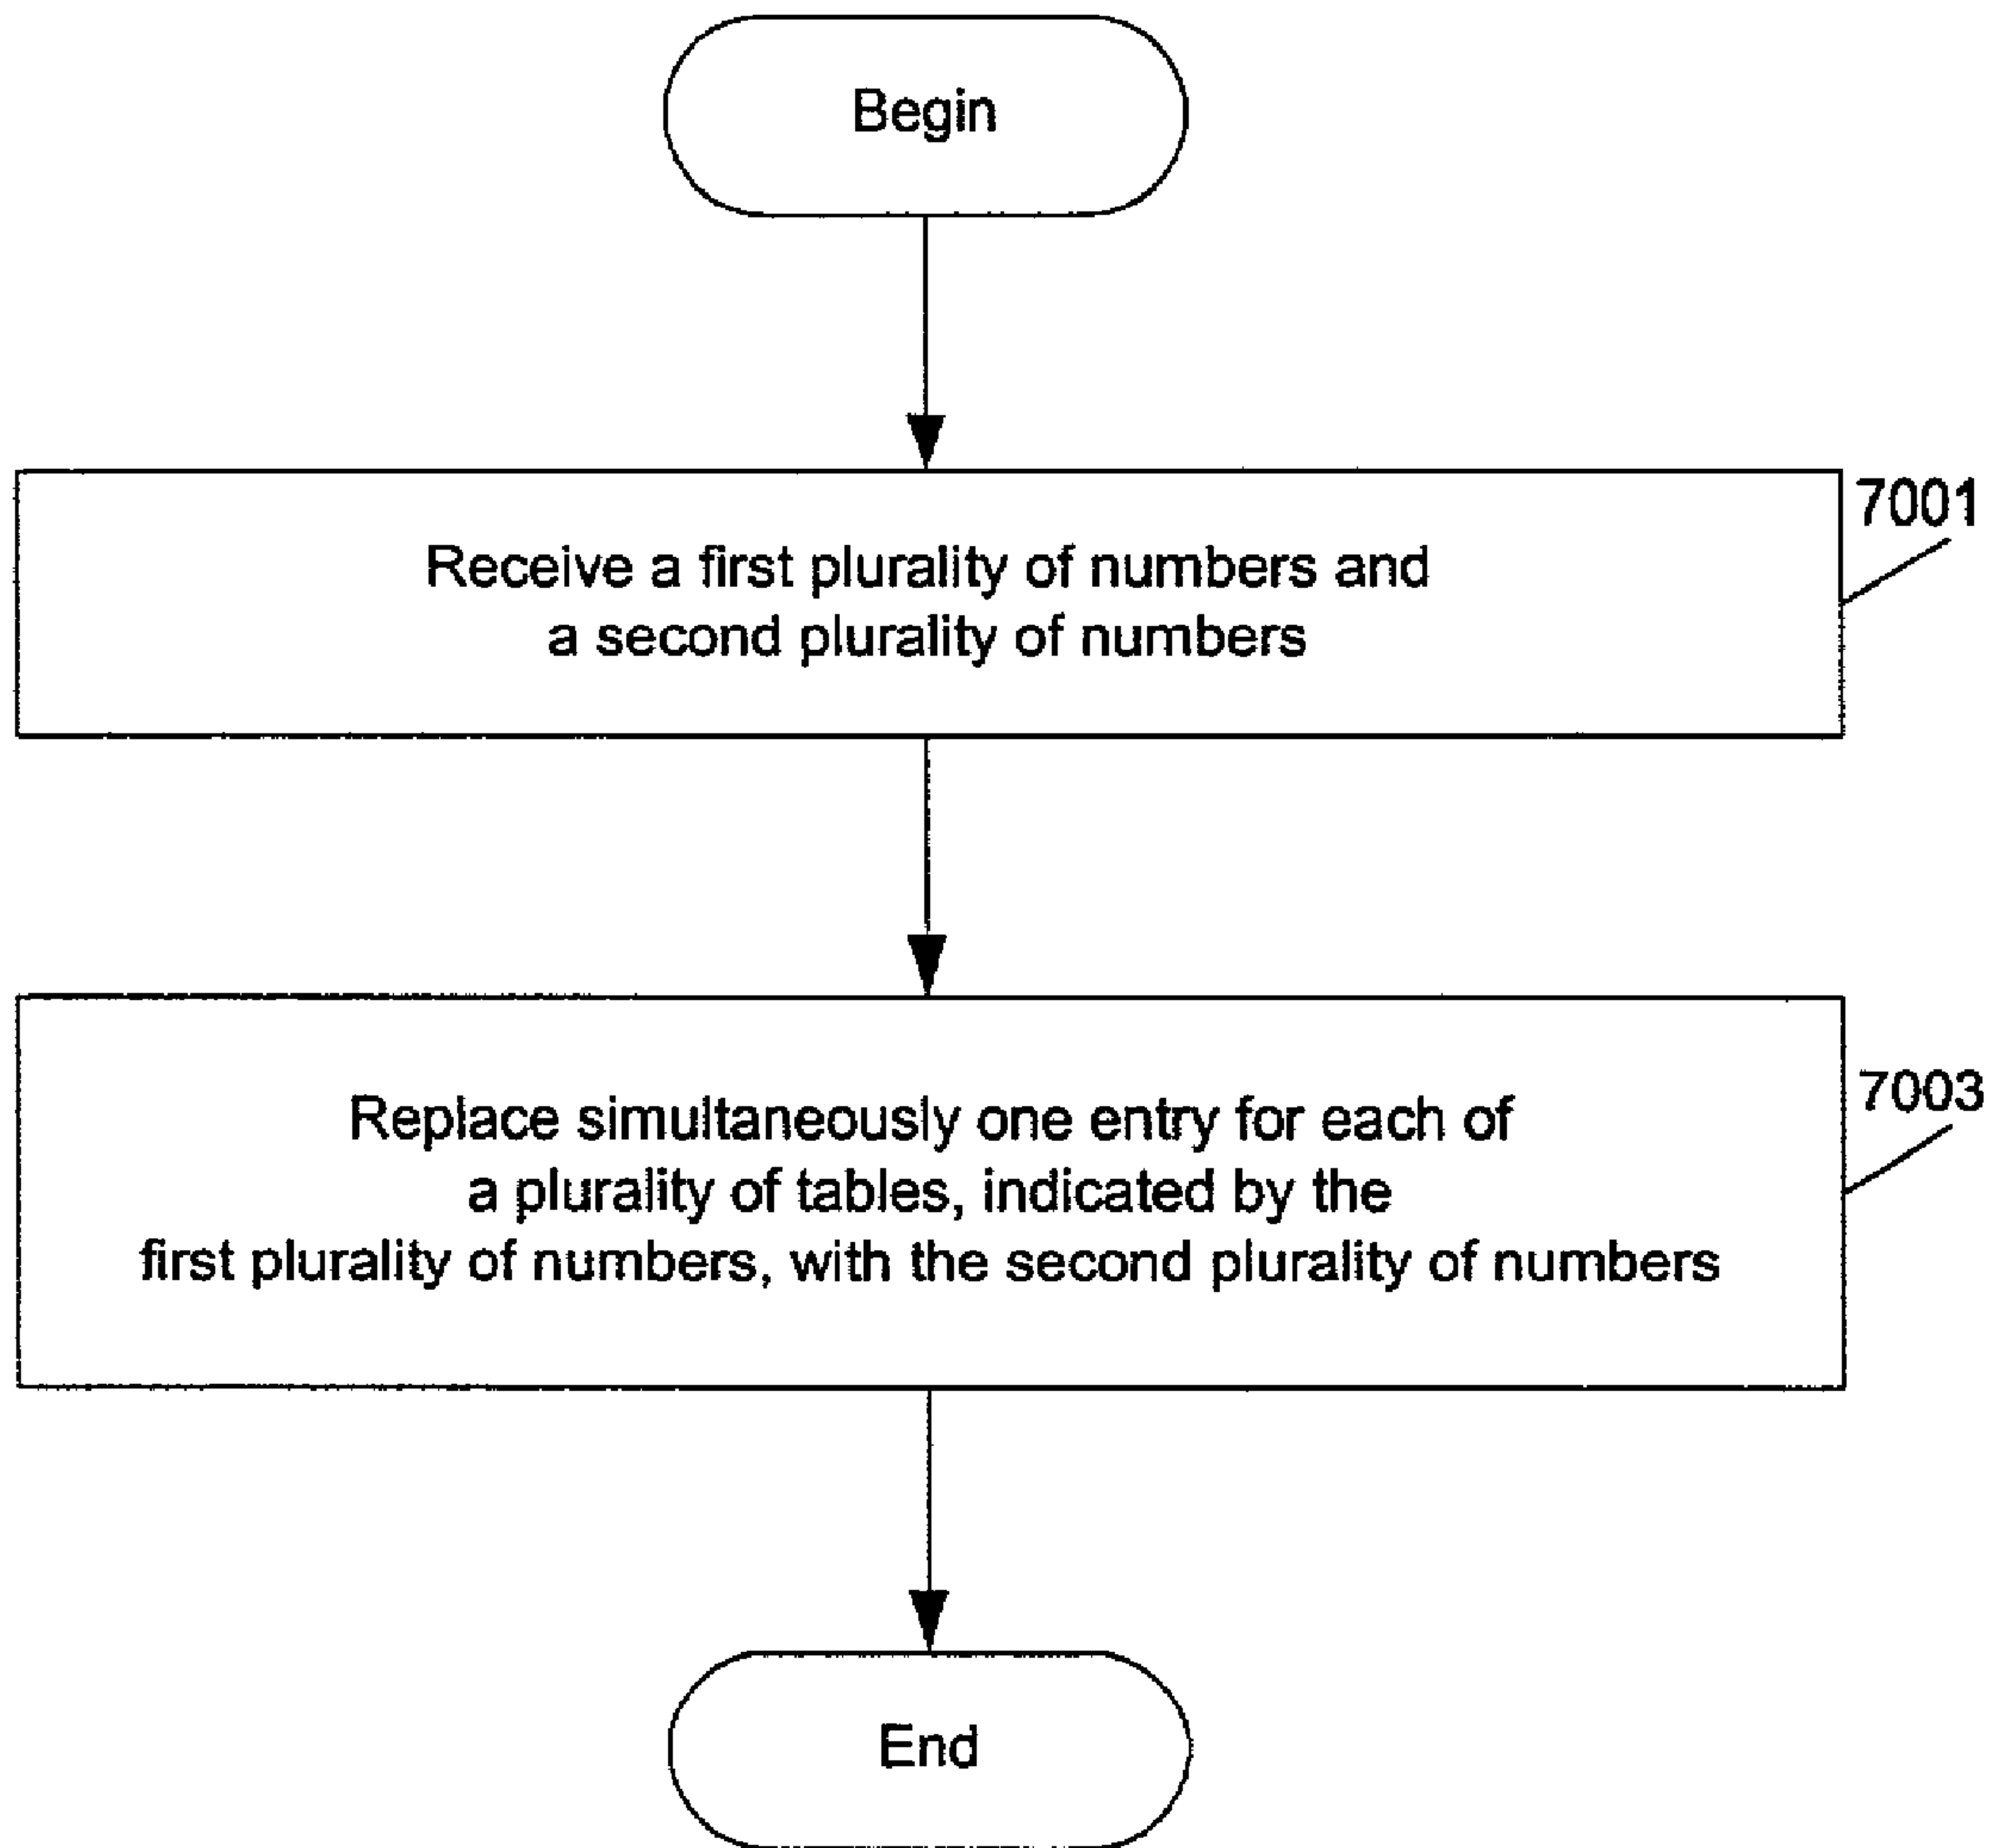 Begin
7001
Receive a first plurality of numbers and
a second plurality of numbers
7003
Replace simultaneously one entry for each of
a plurality of tables, indicated by the
first plurality of numbers, with the second plurality of numbers
End